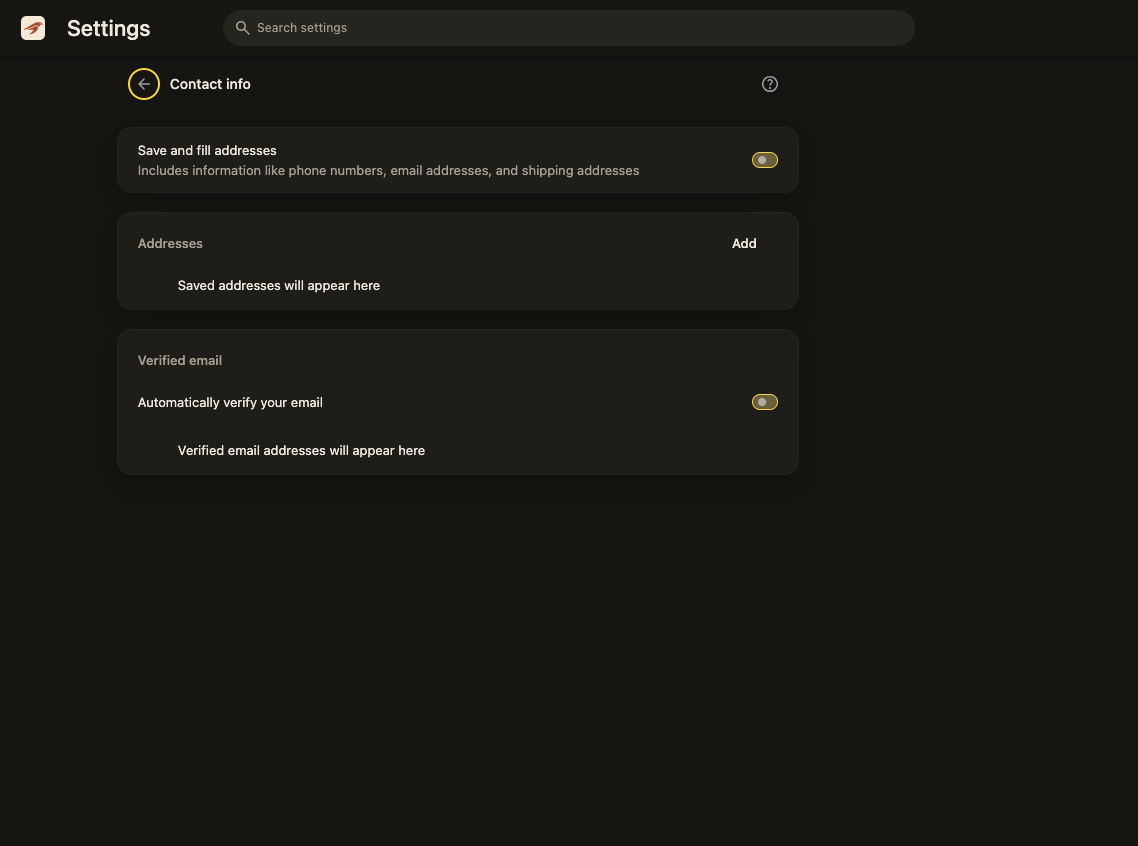 Settings
Search settings
Contact info
Save and fill addresses
Includes information like phone numbers, email addresses, and shipping addresses
Addresses
Add
Saved addresses will appear here
Verified email
Automatically verify your email
Verified email addresses will appear here